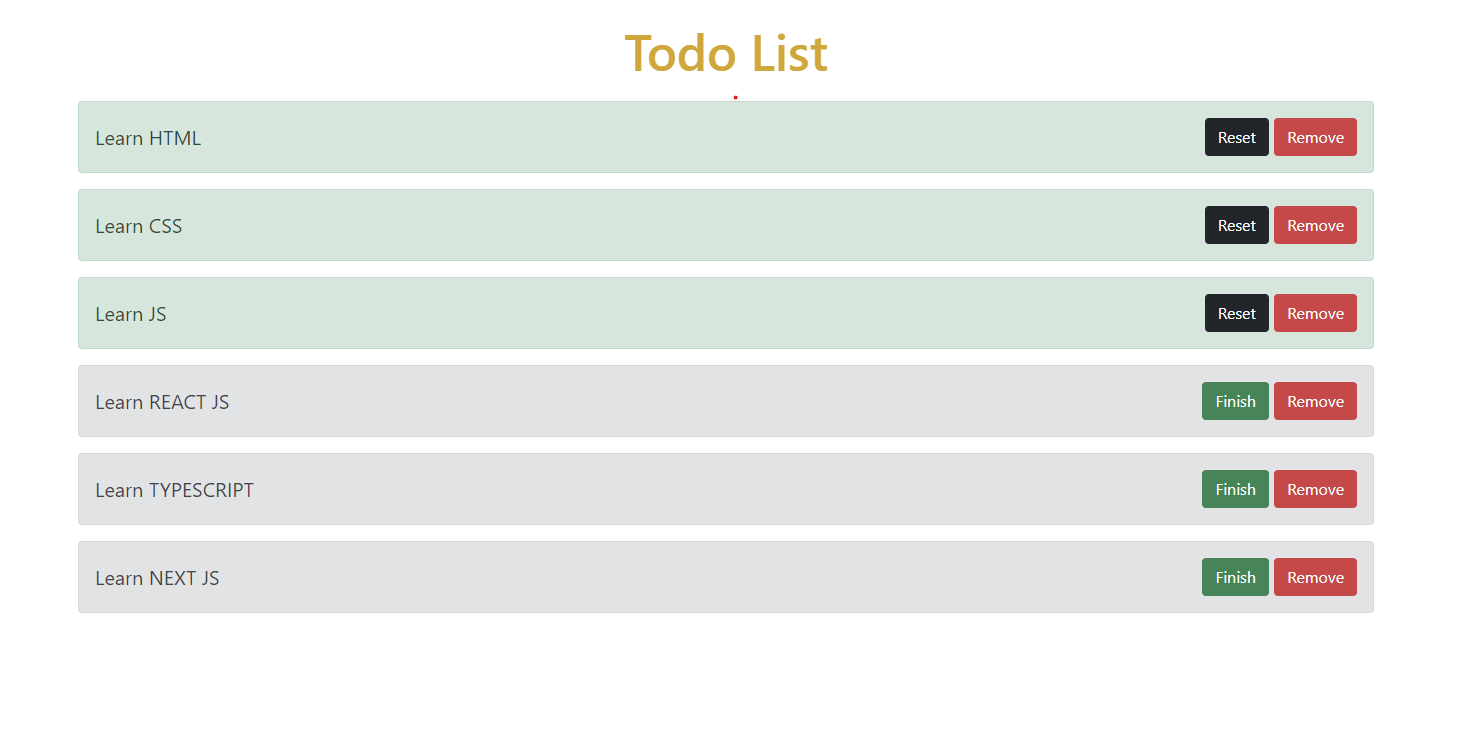 Todo List
Learn HTML Reset Remove
Learn CSS Reset Remove
Learn JS Reset Remove
Learn REACT JS Finish Remove
Learn TYPESCRIPT Finish Remove
Learn NEXT JS Finish Remove